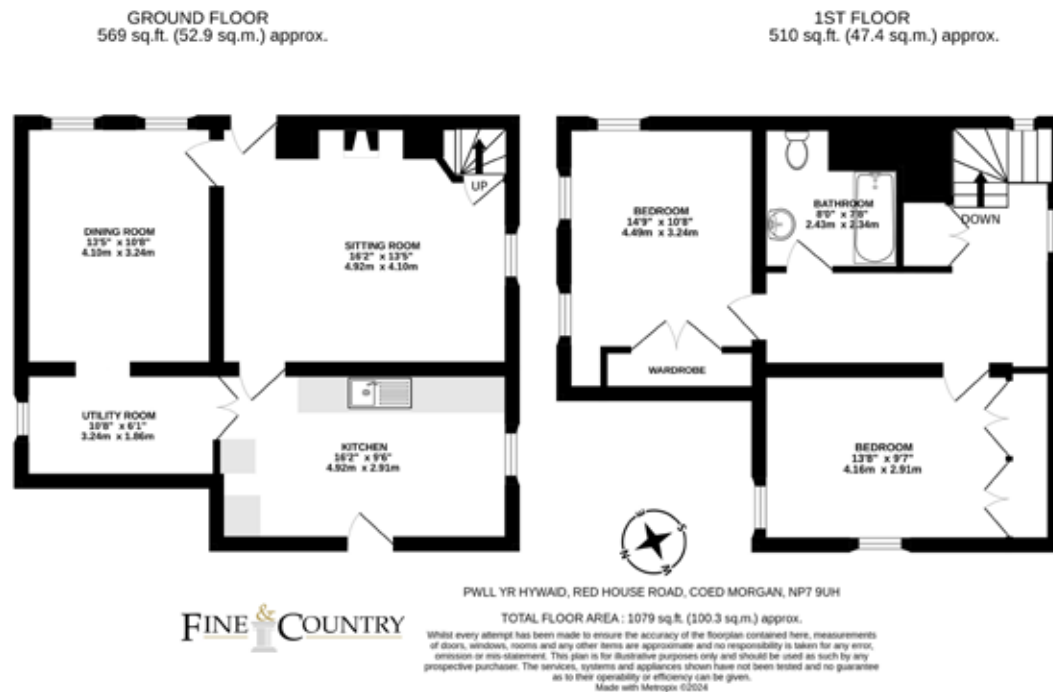 GROUND FLOOR
569 sq.ft. (52.9 sq.m.) approx.
1ST FLOOR
510 sq.ft. (47.4 sq.m.) approx.
DINING ROOM
13'5" x 10'8"
4.10m x 3.24m
SITTING ROOM
16'2" x 13'5"
4.92m x 4.10m
UP
UTILITY ROOM
10'8" x 6'1"
3.24m x 1.86m
KITCHEN
16'2" x 9'6"
4.92m x 2.91m
BEDROOM
14'9" x 10'8"
4.49m x 3.24m
BATHROOM
8'0" x 7'8"
2.43m x 2.34m
DOWN
WARDROBE
BEDROOM
13'8" x 9'7"
4.16m x 2.91m
N
E
S
W
FINE & COUNTRY
PWLL YR HYWAID, RED HOUSE ROAD, COED MORGAN, NP7 9UH
TOTAL FLOOR AREA : 1079 sq.ft. (100.3 sq.m.) approx.
Whilst every attempt has been made to ensure the accuracy of the floorplan contained here, measurements
of doors, windows, rooms and any other items are approximate and no responsibility is taken for any error,
omission or mis-statement. This plan is for illustrative purposes only and should be used as such by any
prospective purchaser. The services, systems and appliances shown have not been tested and no guarantee
as to their operability or efficiency can be given.
Made with Metropix ©2024